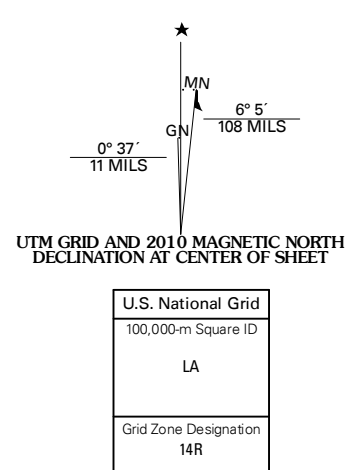 MN
GN
6° 5´
108 MILS
0° 37´
11 MILS
UTM GRID AND 2010 MAGNETIC NORTH
DECLINATION AT CENTER OF SHEET
U.S. National Grid
100,000-m Square ID
LA
Grid Zone Designation
14R